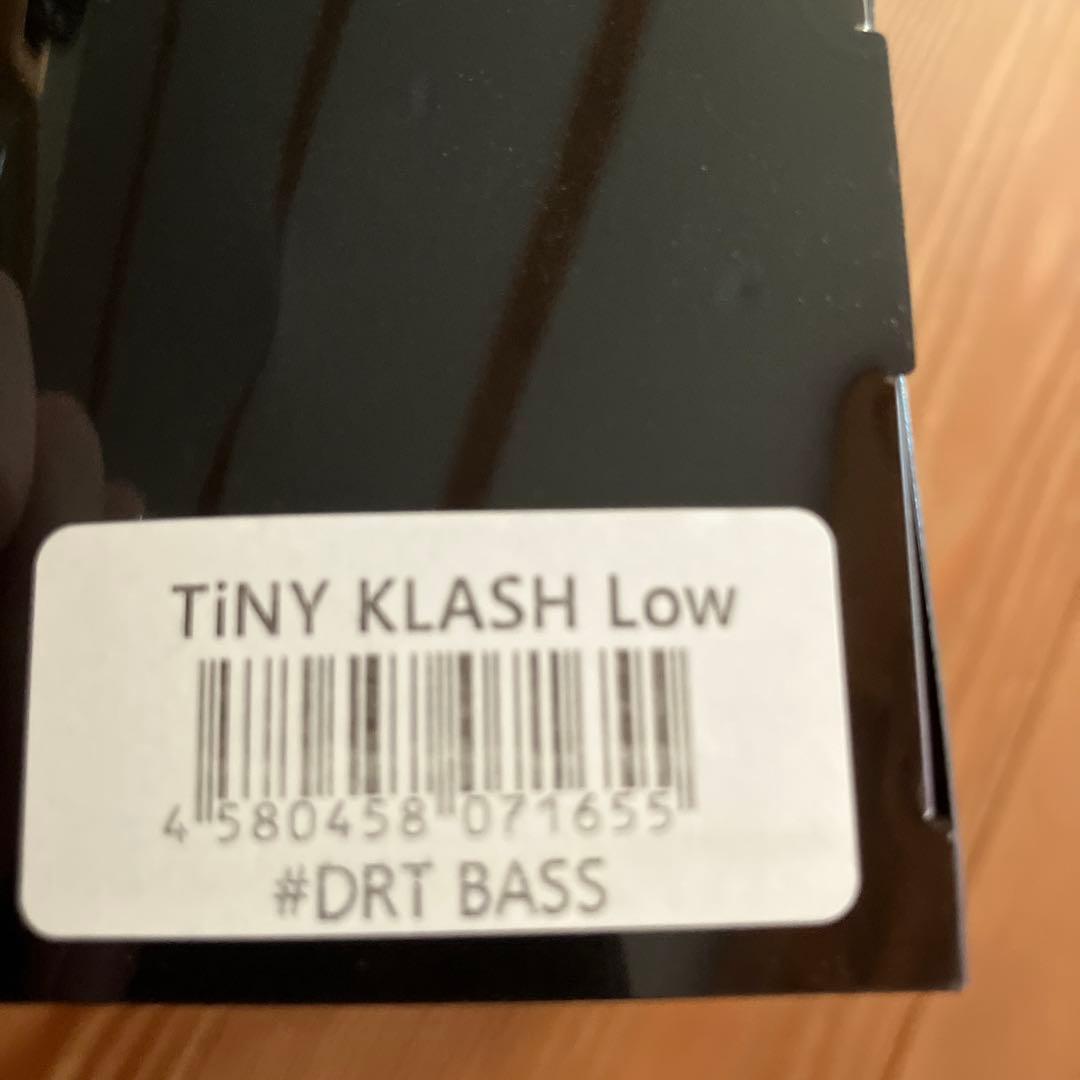 TiNY KLASH Low
4 580458 071655
#DRT BASS